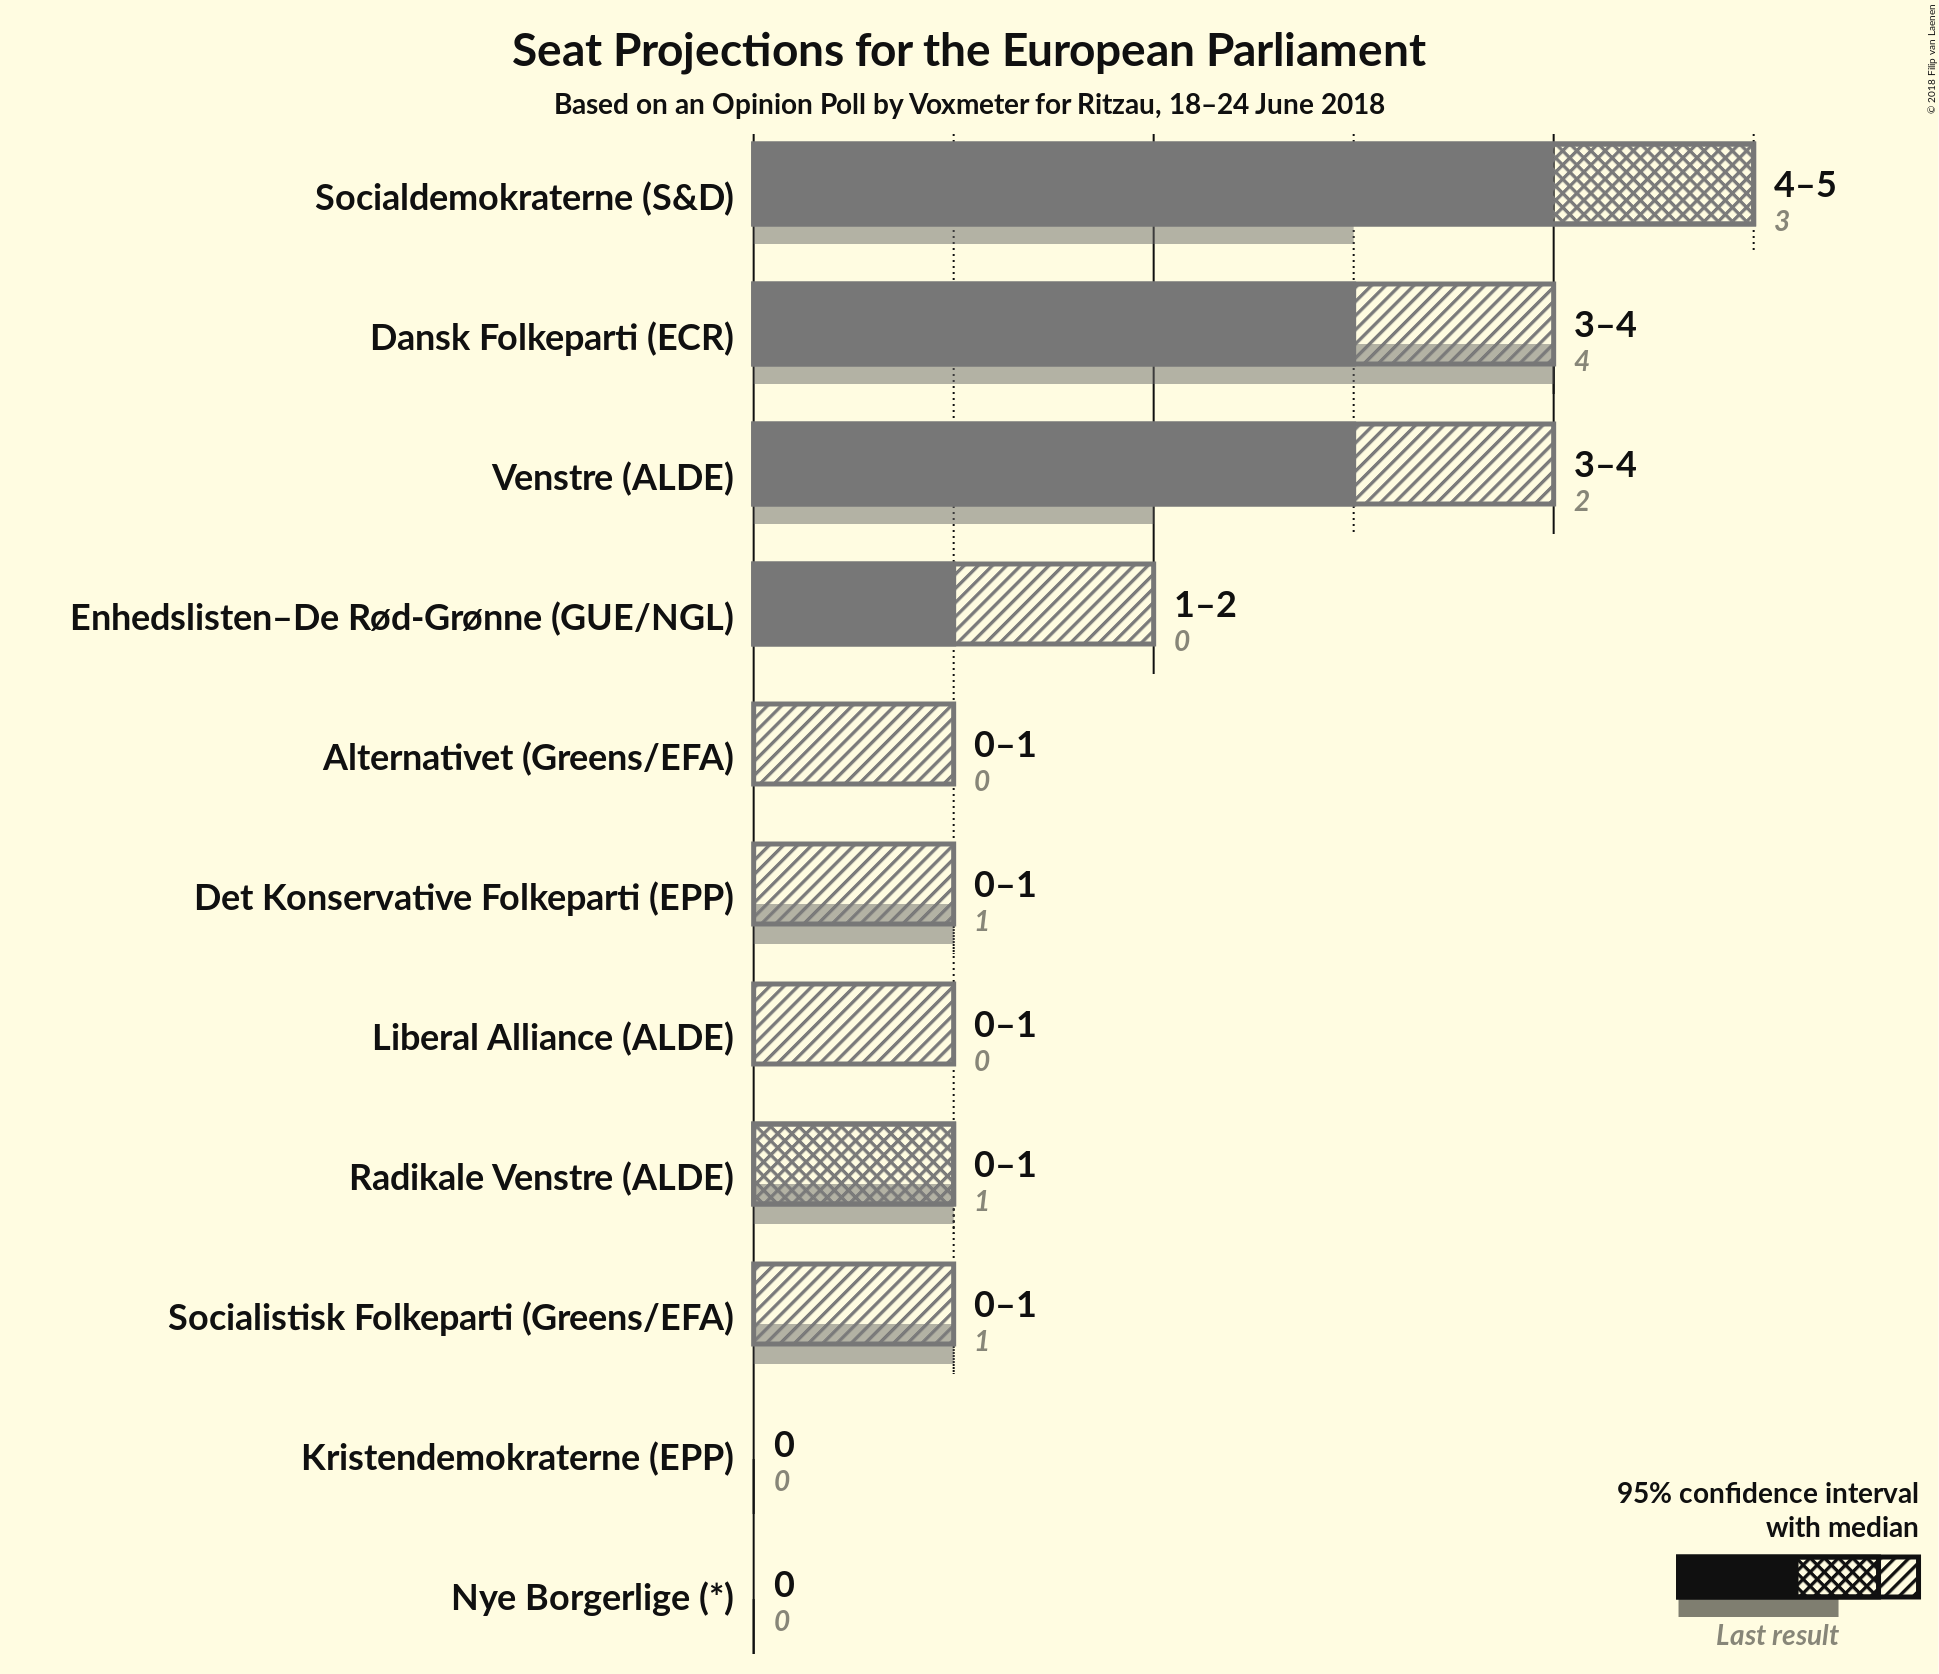 Seat Projections for the European Parliament
Based on an Opinion Poll by Voxmeter for Ritzau, 18–24 June 2018
© 2018 Filip van Laenen
Socialdemokraterne (S&D)
4–5
3
Dansk Folkeparti (ECR)
3–4
4
Venstre (ALDE)
3–4
2
Enhedslisten–De Rød-Grønne (GUE/NGL)
1–2
0
Alternativet (Greens/EFA)
0–1
0
Det Konservative Folkeparti (EPP)
0–1
1
Liberal Alliance (ALDE)
0–1
0
Radikale Venstre (ALDE)
0–1
1
Socialistisk Folkeparti (Greens/EFA)
0–1
1
Kristendemokraterne (EPP)
0
0
Nye Borgerlige (*)
0
0
95% confidence interval
with median
Last result